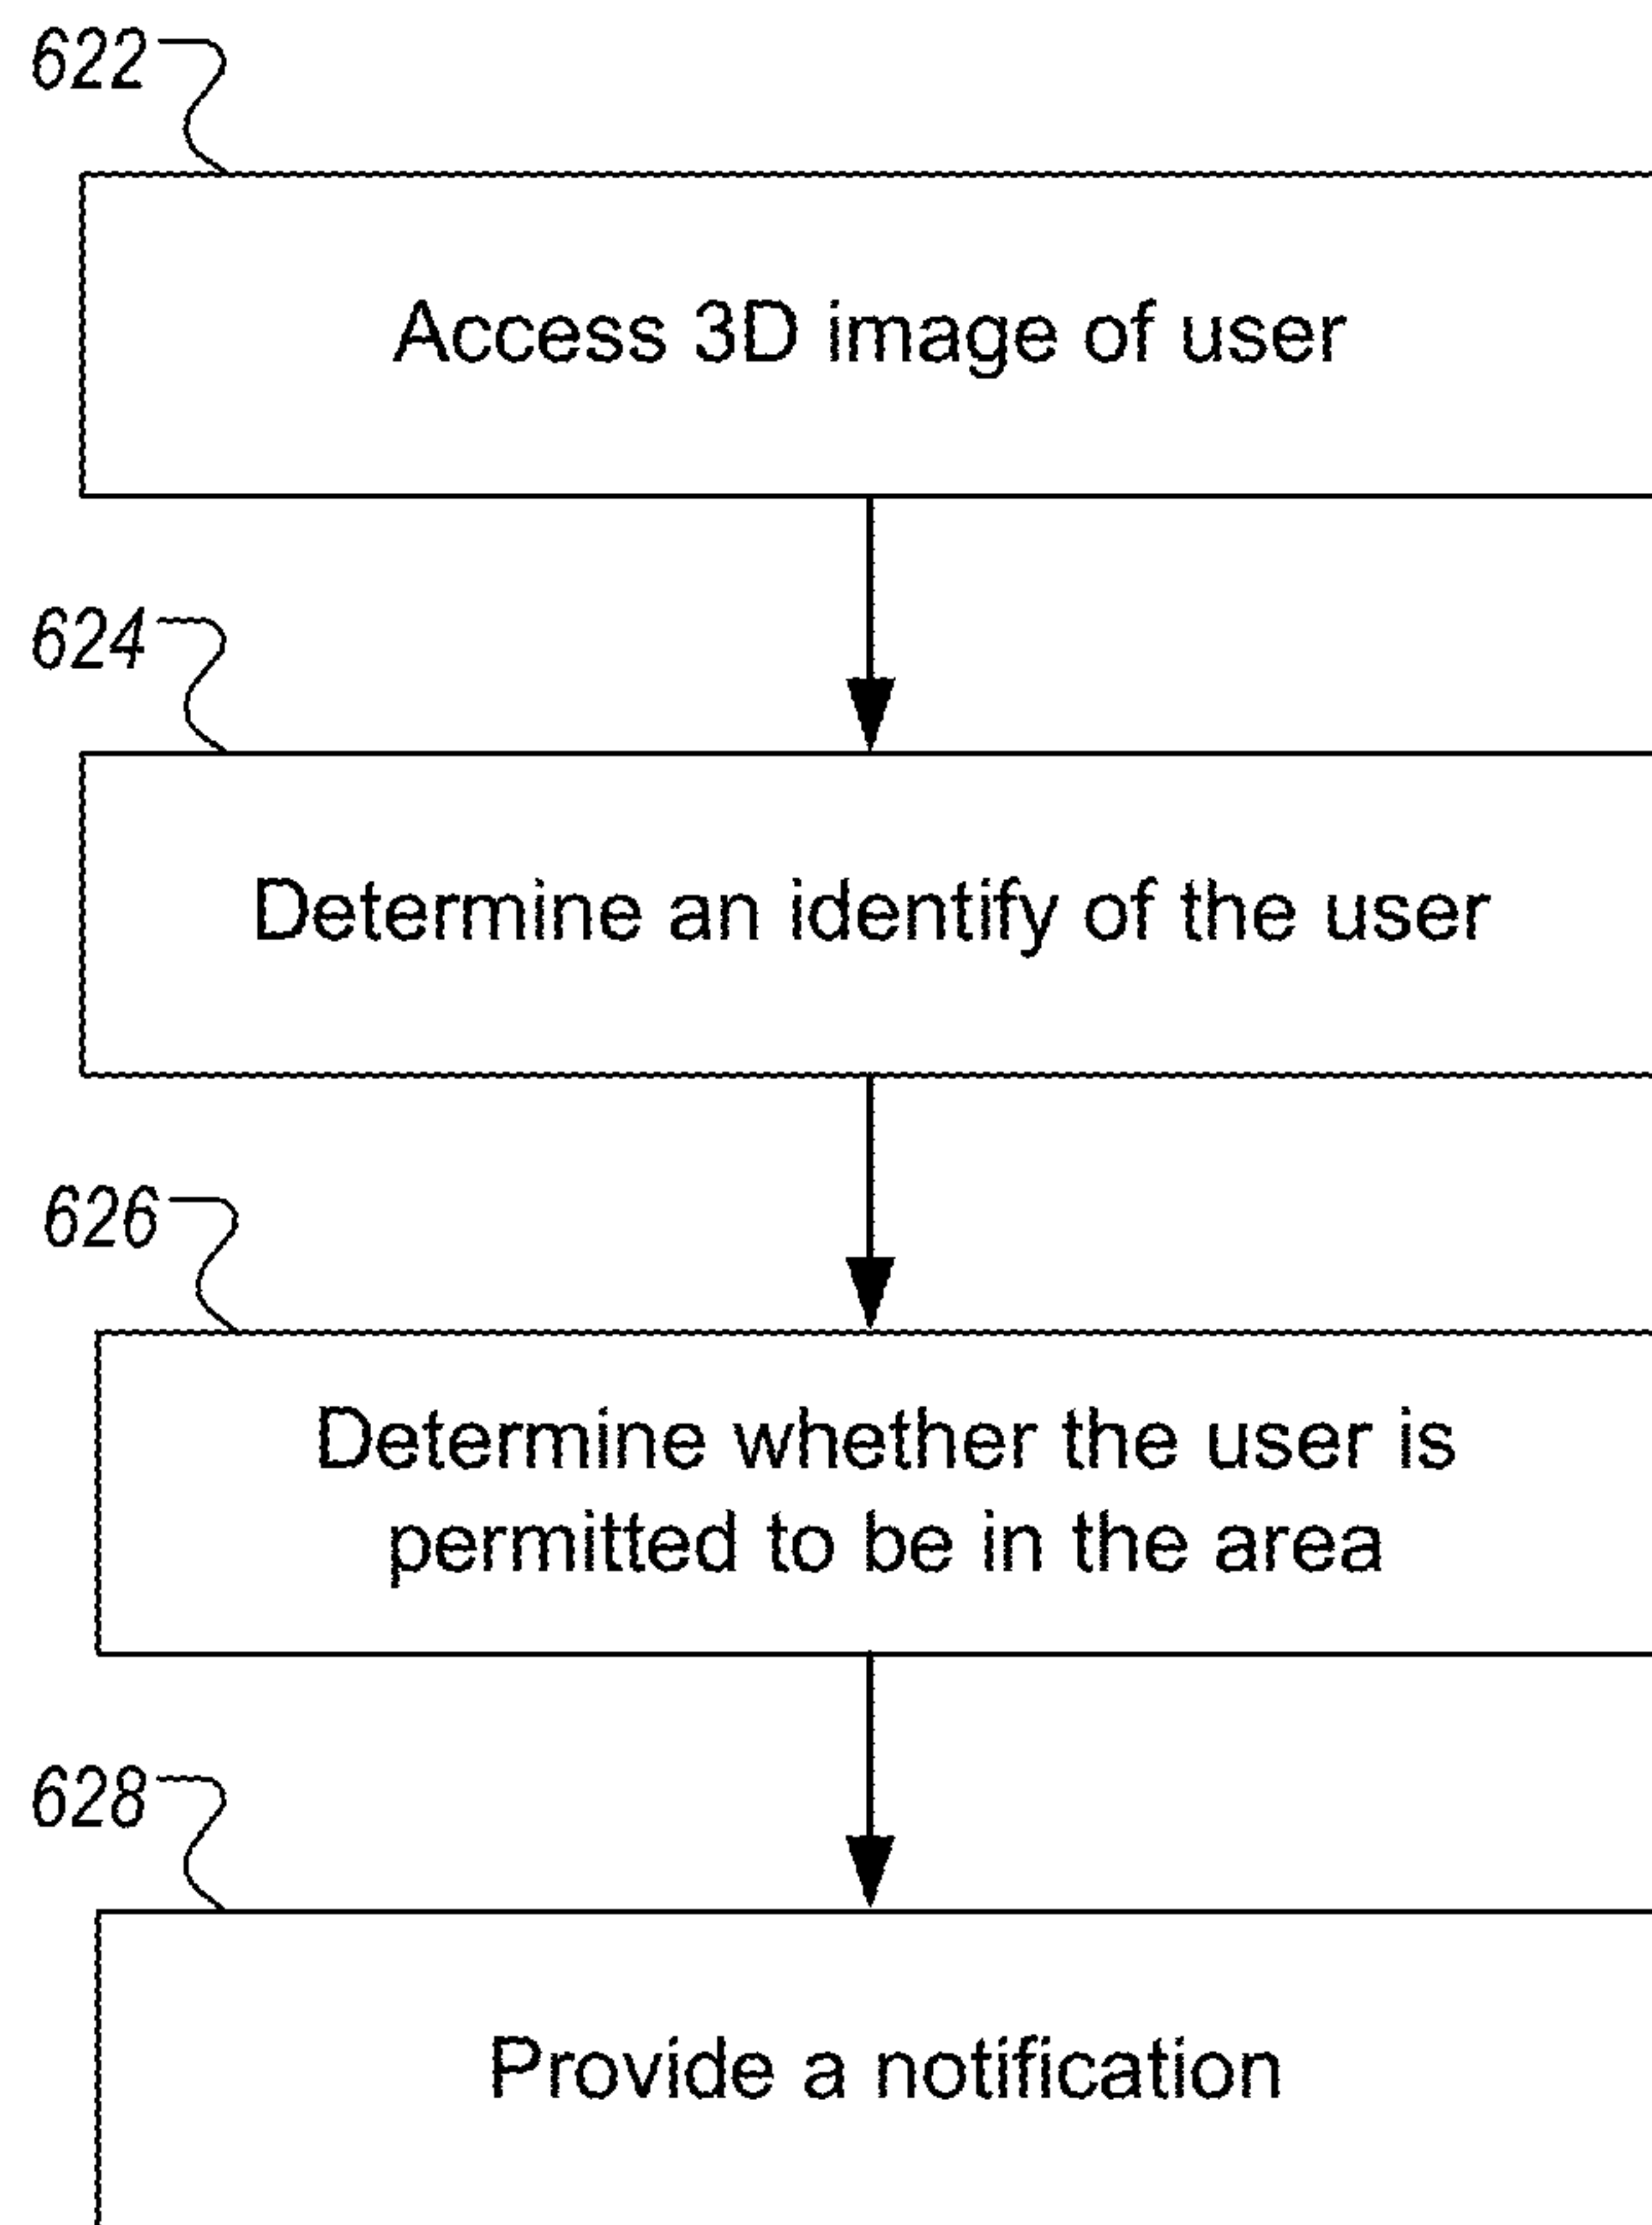 622
Access 3D image of user
624
Determine an identify of the user
626
Determine whether the user is
permitted to be in the area
628
Provide a notification